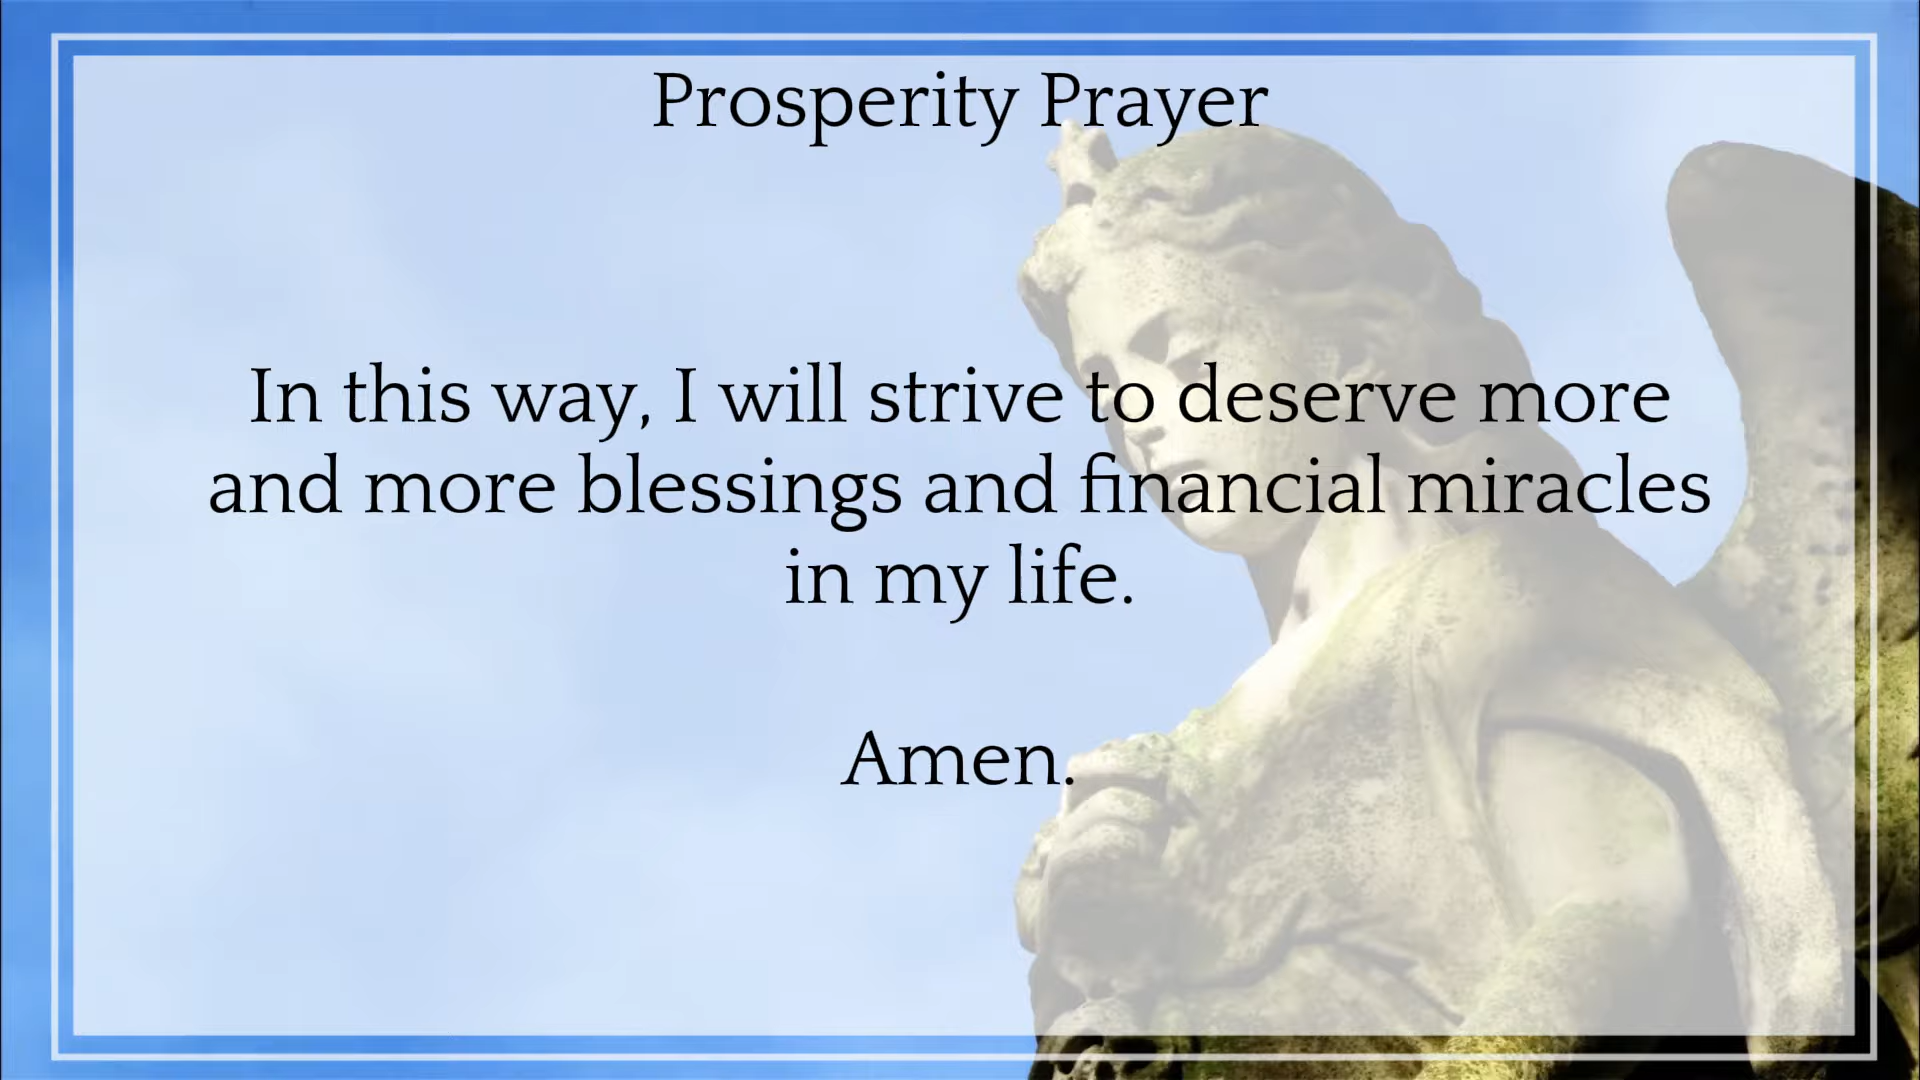 Prosperity Prayer
In this way, I will strive to deserve more
and more blessings and financial miracles
in my life.
Amen.